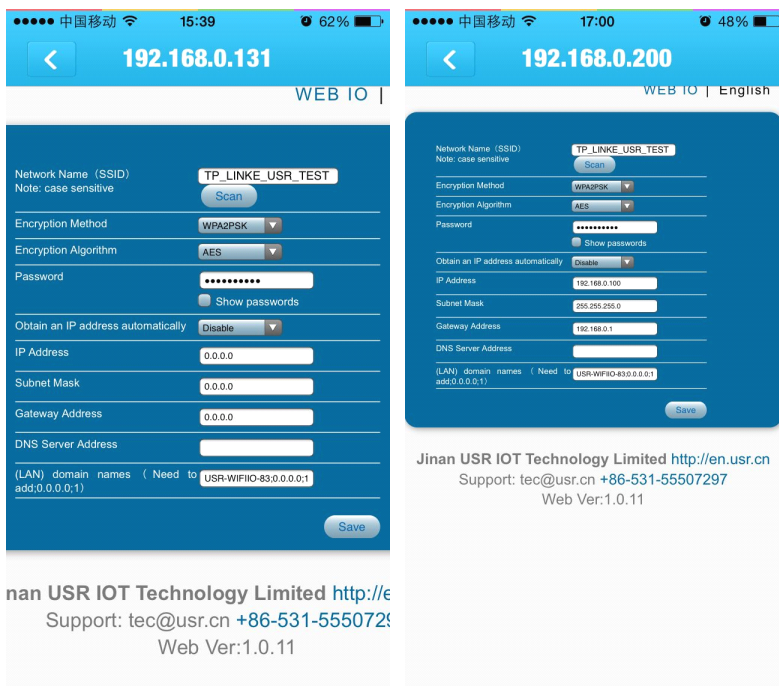 中国移动 15:39 62%
192.168.0.131
WEB IO |
Network Name（SSID）
Note: case sensitive
TP_LINKE_USR_TEST
Scan
Encryption Method WPA2PSK
Encryption Algorithm AES
Password ••••••••••
Show passwords
Obtain an IP address automatically Disable
IP Address 0.0.0.0
Subnet Mask 0.0.0.0
Gateway Address 0.0.0.0
DNS Server Address
(LAN) domain names （ Need to
add;0.0.0.0;1）
USR-WIFIIO-83;0.0.0.0;1
Save
nan USR IOT Technology Limited http://e
Support: tec@usr.cn +86-531-5550729
Web Ver:1.0.11
中国移动 17:00 48%
192.168.0.200
WEB IO | English
Network Name（SSID）
Note: case sensitive
TP_LINKE_USR_TEST
Scan
Encryption Method WPA2PSK
Encryption Algorithm AES
Password ••••••••••
Show passwords
Obtain an IP address automatically Disable
IP Address 192.168.0.100
Subnet Mask 255.255.255.0
Gateway Address 192.168.0.1
DNS Server Address
(LAN) domain names （ Need to
add;0.0.0.0;1）
USR-WIFIIO-83;0.0.0.0;1
Save
Jinan USR IOT Technology Limited http://en.usr.cn
Support: tec@usr.cn +86-531-55507297
Web Ver:1.0.11